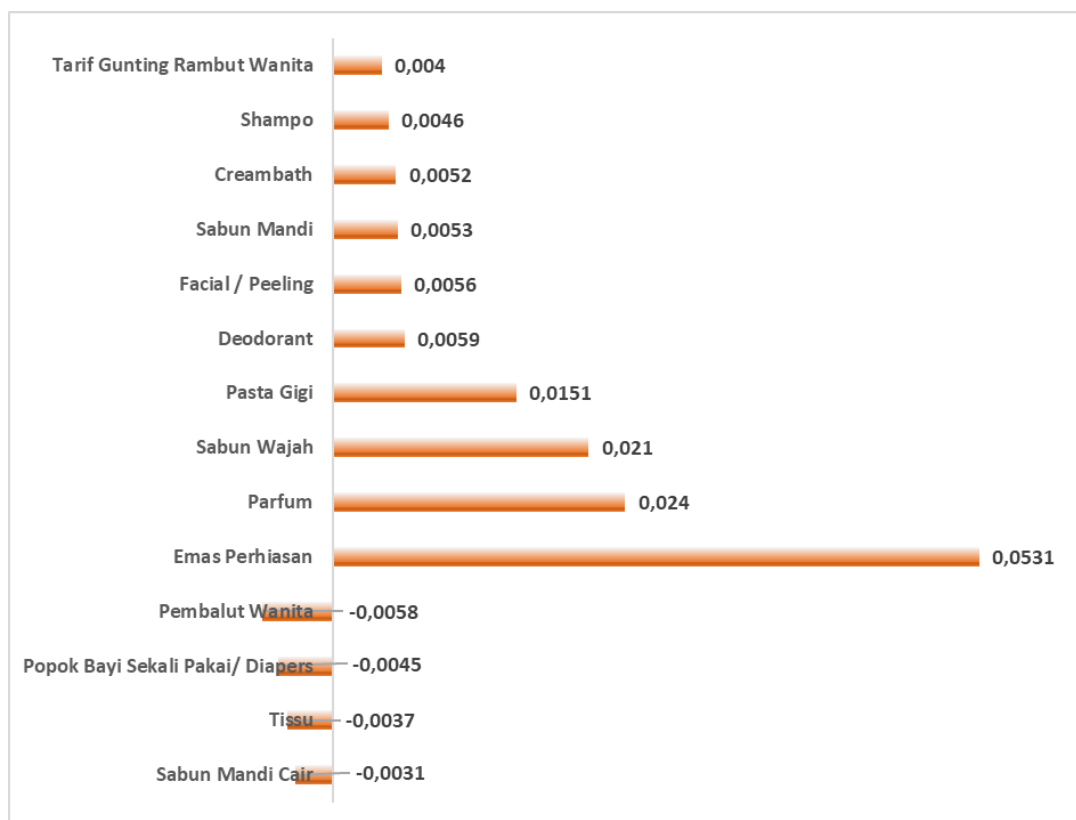 Tarif Gunting Rambut Wanita 0,004
Shampo 0,0046
Creambath 0,0052
Sabun Mandi 0,0053
Facial / Peeling 0,0056
Deodorant 0,0059
Pasta Gigi 0,0151
Sabun Wajah 0,021
Parfum 0,024
Emas Perhiasan 0,0531
Pembalut Wanita -0,0058
Popok Bayi Sekali Pakai/ Diapers -0,0045
Tissu -0,0037
Sabun Mandi Cair -0,0031